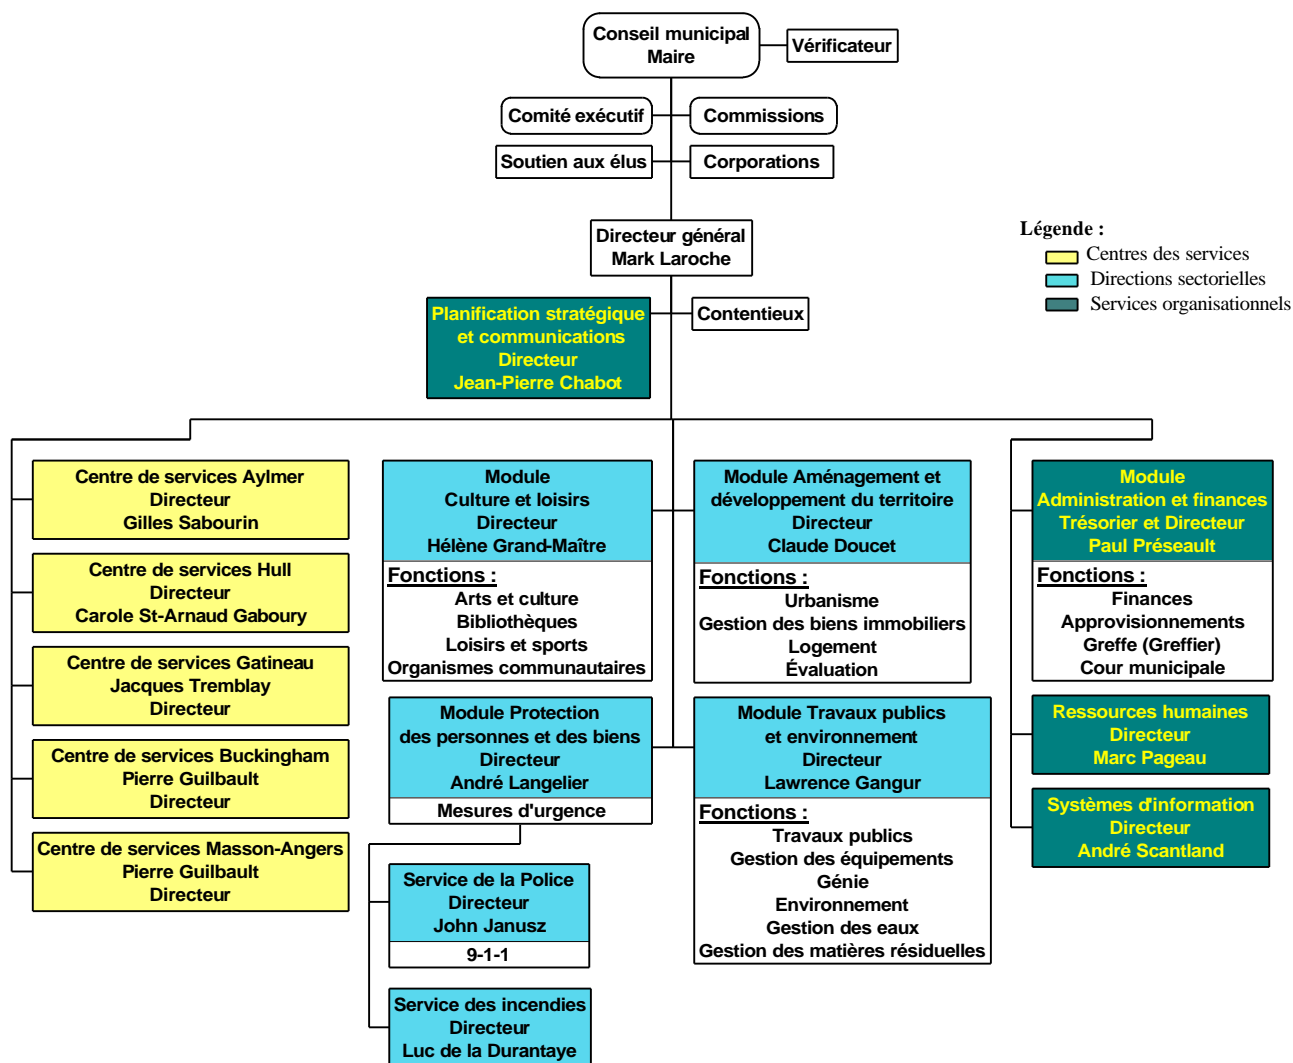 Conseil municipal
Maire
Vérificateur
Comité exécutif
Commissions
Soutien aux élus
Corporations
Directeur général
Mark Laroche
Légende :
Centres des services
Directions sectorielles
Services organisationnels
Planification stratégique
et communications
Directeur
Jean-Pierre Chabot
Contentieux
Centre de services Aylmer
Directeur
Gilles Sabourin
Centre de services Hull
Directeur
Carole St-Arnaud Gaboury
Centre de services Gatineau
Jacques Tremblay
Directeur
Centre de services Buckingham
Pierre Guilbault
Directeur
Centre de services Masson-Angers
Pierre Guilbault
Directeur
Module
Culture et loisirs
Directeur
Hélène Grand-Maître
Fonctions :
Arts et culture
Bibliothèques
Loisirs et sports
Organismes communautaires
Module Protection
des personnes et des biens
Directeur
André Langelier
Mesures d'urgence
Service de la Police
Directeur
John Janusz
9-1-1
Service des incendies
Directeur
Luc de la Durantaye
Module Aménagement et
développement du territoire
Directeur
Claude Doucet
Fonctions :
Urbanisme
Gestion des biens immobiliers
Logement
Évaluation
Module Travaux publics
et environnement
Directeur
Lawrence Gangur
Fonctions :
Travaux publics
Gestion des équipements
Génie
Environnement
Gestion des eaux
Gestion des matières résiduelles
Module
Administration et finances
Trésorier et Directeur
Paul Préseault
Fonctions :
Finances
Approvisionnements
Greffe (Greffier)
Cour municipale
Ressources humaines
Directeur
Marc Pageau
Systèmes d'information
Directeur
André Scantland